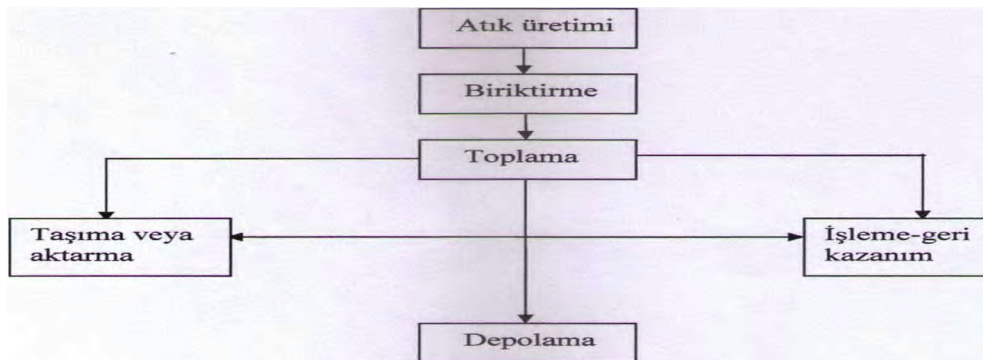 Atık üretimi
Biriktirme
Toplama
Taşıma veya
aktarma
İşleme-geri
kazanım
Depolama